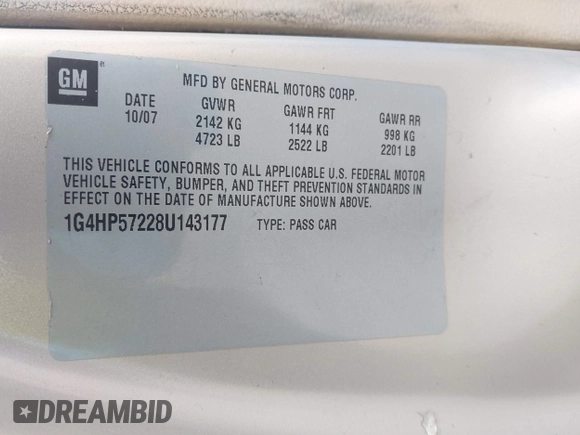 GM
MFD BY GENERAL MOTORS CORP.
DATE GVWR GAWR FRT GAWR RR
10/07 2142 KG 1144 KG 998 KG
4723 LB 2522 LB 2201 LB
THIS VEHICLE CONFORMS TO ALL APPLICABLE U.S. FEDERAL MOTOR
VEHICLE SAFETY, BUMPER, AND THEFT PREVENTION STANDARDS IN
EFFECT ON THE DATE OF MANUFACTURE SHOWN ABOVE.
1G4HP57228U143177 TYPE: PASS CAR
DREAMBID